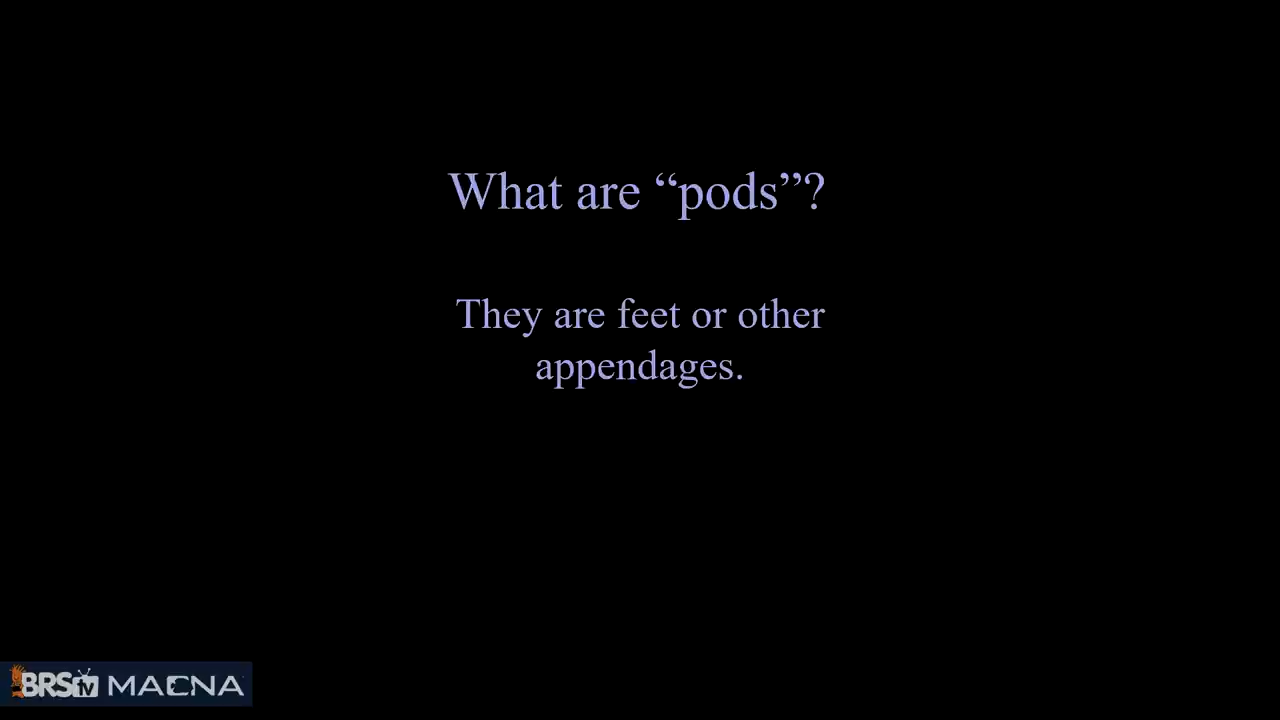 What are “pods”?
They are feet or other
appendages.
BRStv MACNA